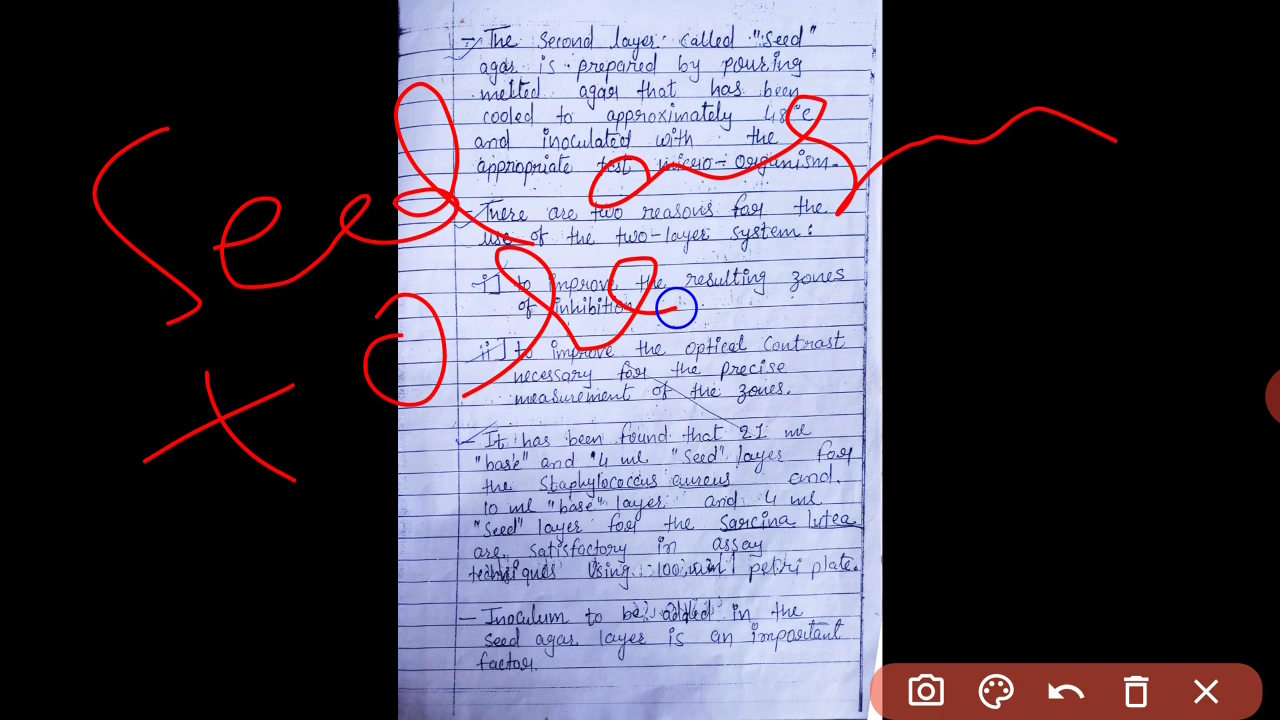 - The second layer called "Seed"
agar is prepared by pouring
melted agar that has been
cooled to approximately 48°c
and inoculated with the
appropriate test micro-organism.
- There are two reasons for the
use of the two-layer system:
i] to improve the resulting zones
of inhibition
ii] to improve the optical contrast
necessary for the precise
measurement of the zones.
- It has been found that 21 ml
"base" and 4 ml "Seed" layer for
the Staphylococcus aureus and
10 ml "base" layer and 4 ml
"Seed" layer for the Sarcina lutea
are satisfactory in assay
techniques using 100 mm petri plate.
- Inoculum to be added in the
Seed agar layer is an important
factor.
Seed